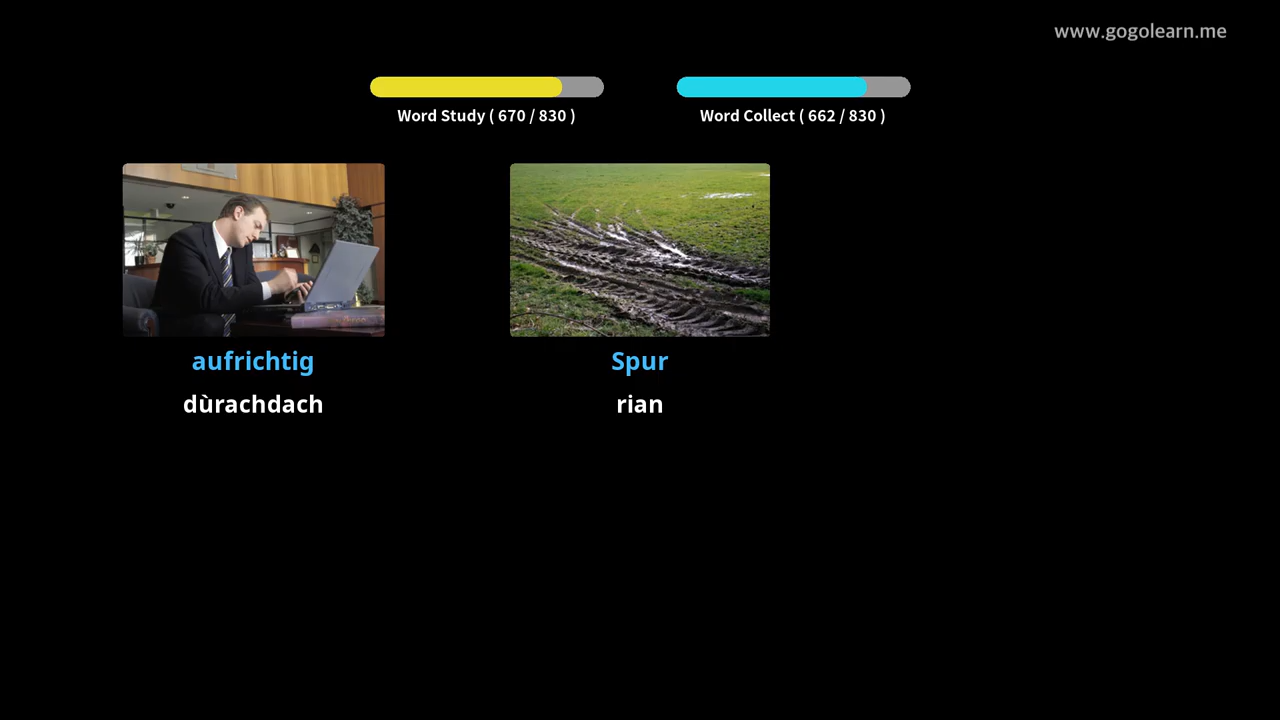 www.gogolearn.me
Word Study ( 670 / 830 )
Word Collect ( 662 / 830 )
aufrichtig
dùrachdach
Spur
rian